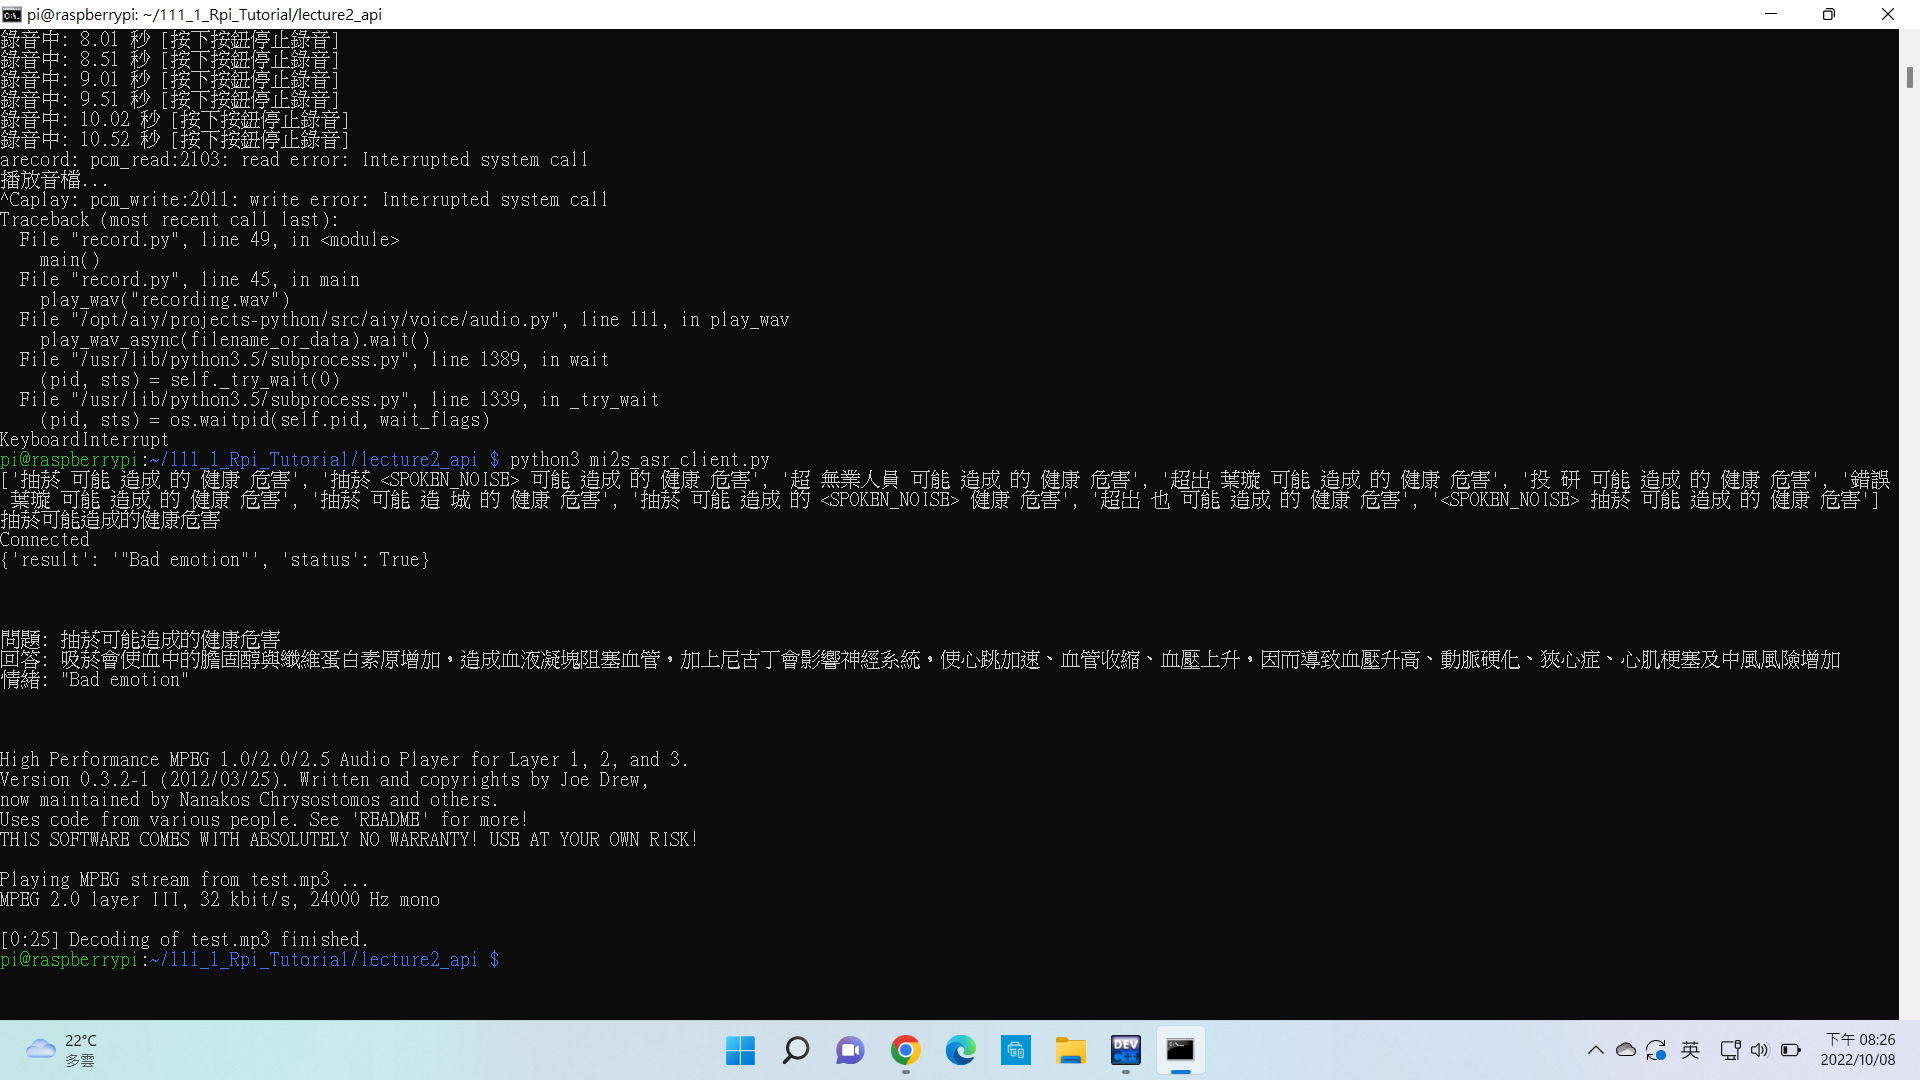 pi@raspberrypi: ~/111_1_Rpi_Tutorial/lecture2_api
錄音中: 8.01 秒 [按下按鈕停止錄音]
錄音中: 8.51 秒 [按下按鈕停止錄音]
錄音中: 9.01 秒 [按下按鈕停止錄音]
錄音中: 9.51 秒 [按下按鈕停止錄音]
錄音中: 10.02 秒 [按下按鈕停止錄音]
錄音中: 10.52 秒 [按下按鈕停止錄音]
arecord: pcm_read:2103: read error: Interrupted system call
播放音檔...
^Caplay: pcm_write:2011: write error: Interrupted system call
Traceback (most recent call last):
  File "record.py", line 49, in <module>
    main()
  File "record.py", line 45, in main
    play_wav("recording.wav")
  File "/opt/aiy/projects-python/src/aiy/voice/audio.py", line 111, in play_wav
    play_wav_async(filename_or_data).wait()
  File "/usr/lib/python3.5/subprocess.py", line 1389, in wait
    (pid, sts) = self._try_wait(0)
  File "/usr/lib/python3.5/subprocess.py", line 1339, in _try_wait
    (pid, sts) = os.waitpid(self.pid, wait_flags)
KeyboardInterrupt
pi@raspberrypi:~/111_1_Rpi_Tutorial/lecture2_api $ python3 mi2s_asr_client.py
['抽菸 可能 造成 的 健康 危害', '抽菸 <SPOKEN_NOISE> 可能 造成 的 健康 危害', '超 無業人員 可能 造成 的 健康 危害', '超出 葉璇 可能 造成 的 健康 危害', '投 研 可能 造成 的 健康 危害', '錯誤
 葉璇 可能 造成 的 健康 危害', '抽菸 可能 造 城 的 健康 危害', '抽菸 可能 造成 的 <SPOKEN_NOISE> 健康 危害', '超出 也 可能 造成 的 健康 危害', '<SPOKEN_NOISE> 抽菸 可能 造成 的 健康 危害']
抽菸可能造成的健康危害
Connected
{'result': '"Bad emotion"', 'status': True}
問題: 抽菸可能造成的健康危害
回答: 吸菸會使血中的膽固醇與纖維蛋白素原增加，造成血液凝塊阻塞血管，加上尼古丁會影響神經系統，使心跳加速、血管收縮、血壓上升，因而導致血壓升高、動脈硬化、狹心症、心肌梗塞及中風風險增加
情緒: "Bad emotion"
High Performance MPEG 1.0/2.0/2.5 Audio Player for Layer 1, 2, and 3.
Version 0.3.2-1 (2012/03/25). Written and copyrights by Joe Drew,
now maintained by Nanakos Chrysostomos and others.
Uses code from various people. See 'README' for more!
THIS SOFTWARE COMES WITH ABSOLUTELY NO WARRANTY! USE AT YOUR OWN RISK!
Playing MPEG stream from test.mp3 ...
MPEG 2.0 layer III, 32 kbit/s, 24000 Hz mono
[0:25] Decoding of test.mp3 finished.
pi@raspberrypi:~/111_1_Rpi_Tutorial/lecture2_api $
22°C
多雲
DEV
英
下午 08:26
2022/10/08